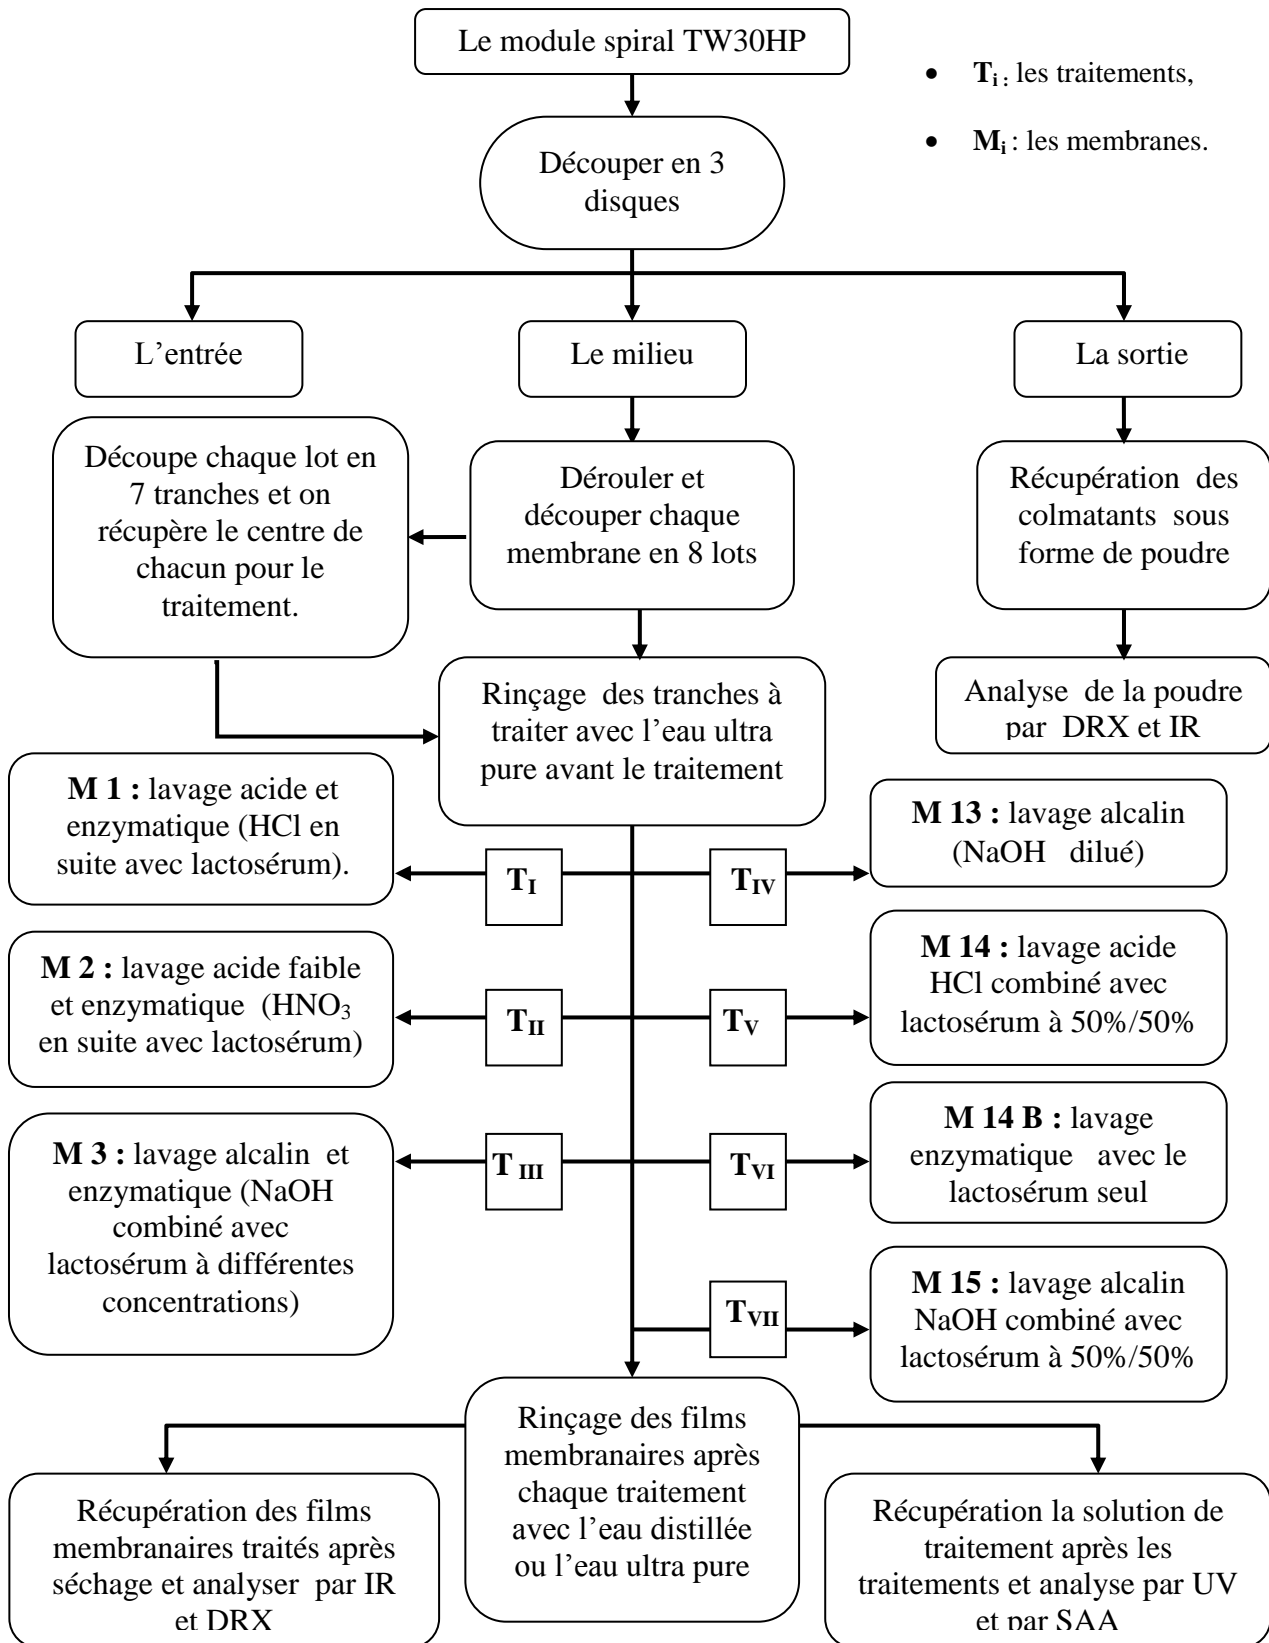 Le module spiral TW30HP
• Ti : les traitements,
• Mi : les membranes.
Découper en 3
disques
L’entrée
Le milieu
La sortie
Découpe chaque lot en
7 tranches et on
récupère le centre de
chacun pour le
traitement.
Dérouler et
découper chaque
membrane en 8 lots
Récupération des
colmatants sous
forme de poudre
Rinçage des tranches à
traiter avec l’eau ultra
pure avant le traitement
Analyse de la poudre
par DRX et IR
M 1 : lavage acide et
enzymatique (HCl en
suite avec lactosérum).
TI
TIV
M 13 : lavage alcalin
(NaOH dilué)
M 2 : lavage acide faible
et enzymatique (HNO3
en suite avec lactosérum)
TII
TV
M 14 : lavage acide
HCl combiné avec
lactosérum à 50%/50%
M 3 : lavage alcalin et
enzymatique (NaOH
combiné avec
lactosérum à différentes
concentrations)
T III
TVI
M 14 B : lavage
enzymatique avec le
lactosérum seul
TVII
M 15 : lavage alcalin
NaOH combiné avec
lactosérum à 50%/50%
Rinçage des films
membranaires après
chaque traitement
avec l’eau distillée
ou l’eau ultra pure
Récupération des films
membranaires traités après
séchage et analyser par IR
et DRX
Récupération la solution de
traitement après les
traitements et analyse par UV
et par SAA